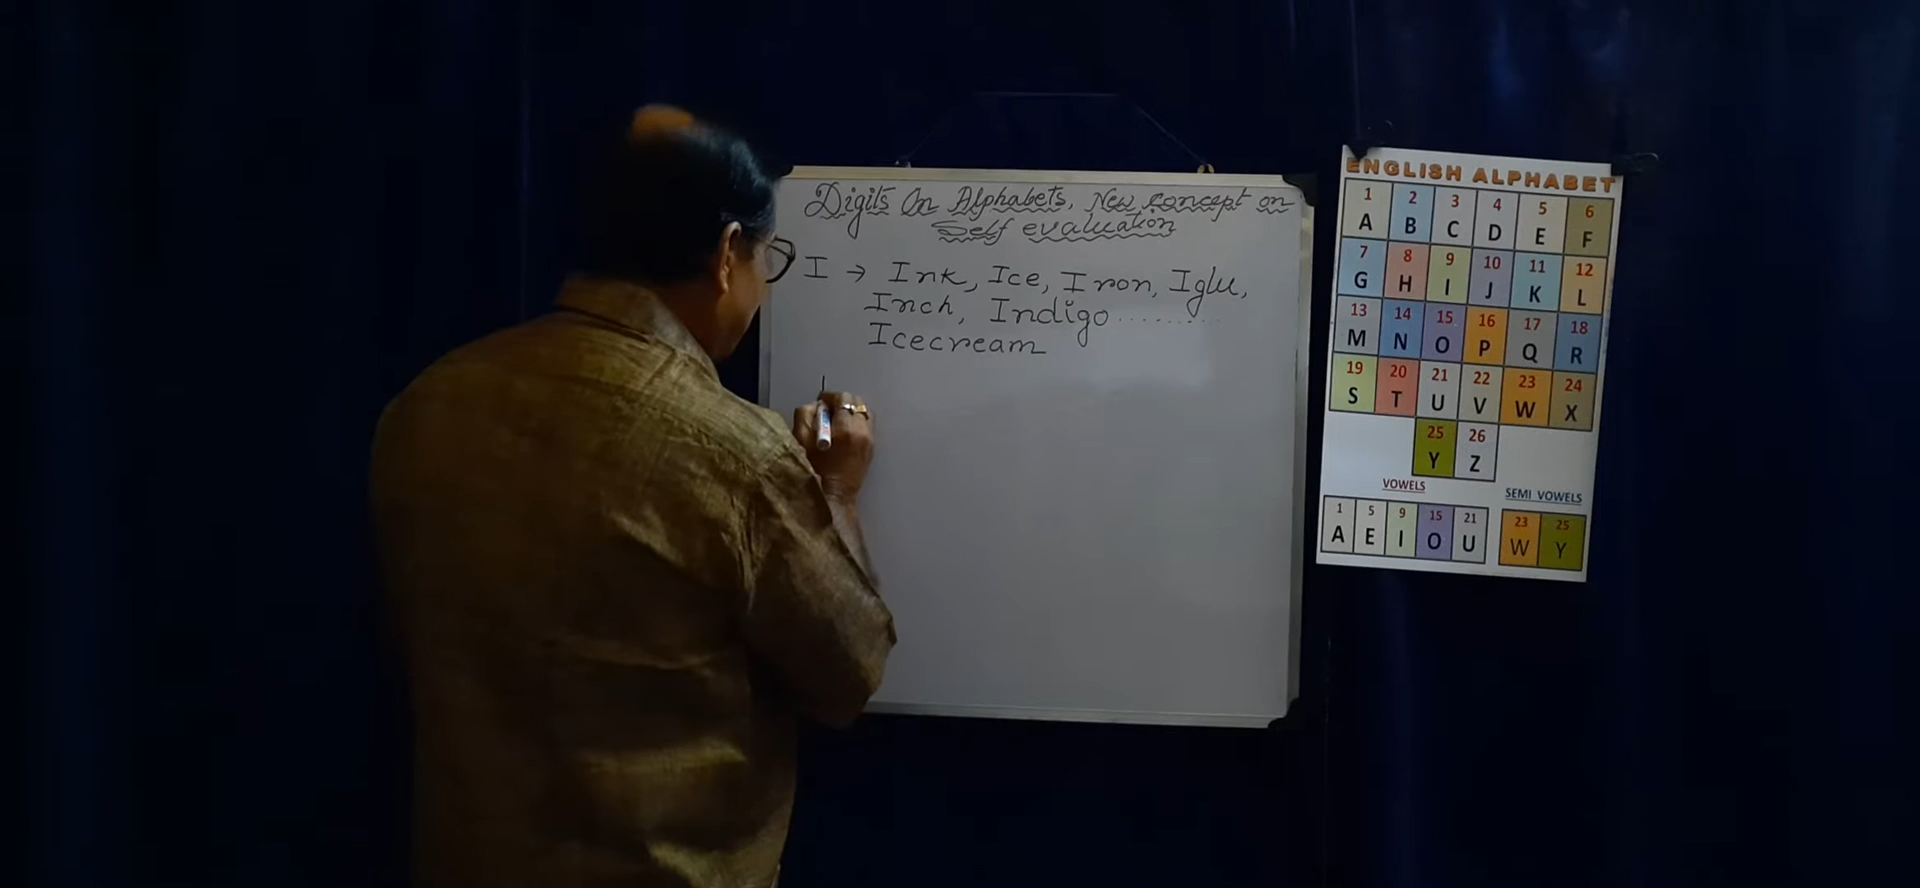 Digits On Alphabets, New concept on
Self evaluation
I → Ink, Ice, Iron, Iglu,
Inch, Indigo..........
Icecream
ENGLISH ALPHABET
1 2 3 4 5 6
A B C D E F
7 8 9 10 11 12
G H I J K L
13 14 15 16 17 18
M N O P Q R
19 20 21 22 23 24
S T U V W X
25 26
Y Z
VOWELS SEMI VOWELS
1 5 9 15 21 23 25
A E I O U W Y